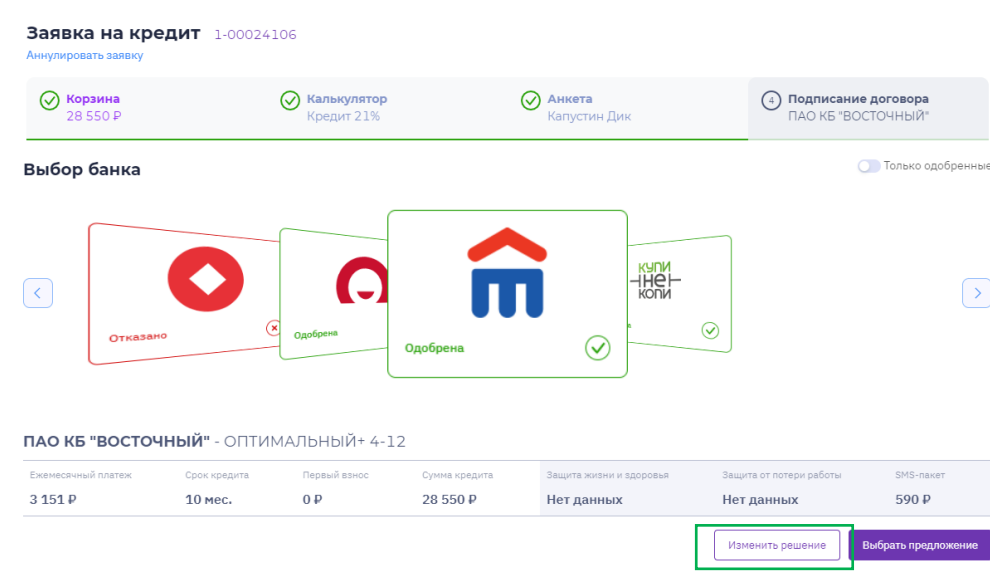 Заявка на кредит 1-00024106
Аннулировать заявку
Корзина
28 550 ₽
Калькулятор
Кредит 21%
Анкета
Капустин Дик
4
Подписание договора
ПАО КБ "ВОСТОЧНЫЙ"
Выбор банка
Только одобренные
Отказано
Одобрена
Одобрена
КУПИ
НЕ
КОПИ
ПАО КБ "ВОСТОЧНЫЙ" - ОПТИМАЛЬНЫЙ+ 4-12
Ежемесячный платеж Срок кредита Первый взнос Сумма кредита Защита жизни и здоровья Защита от потери работы SMS-пакет
3 151 ₽ 10 мес. 0 ₽ 28 550 ₽ Нет данных Нет данных 590 ₽
Изменить решение Выбрать предложение